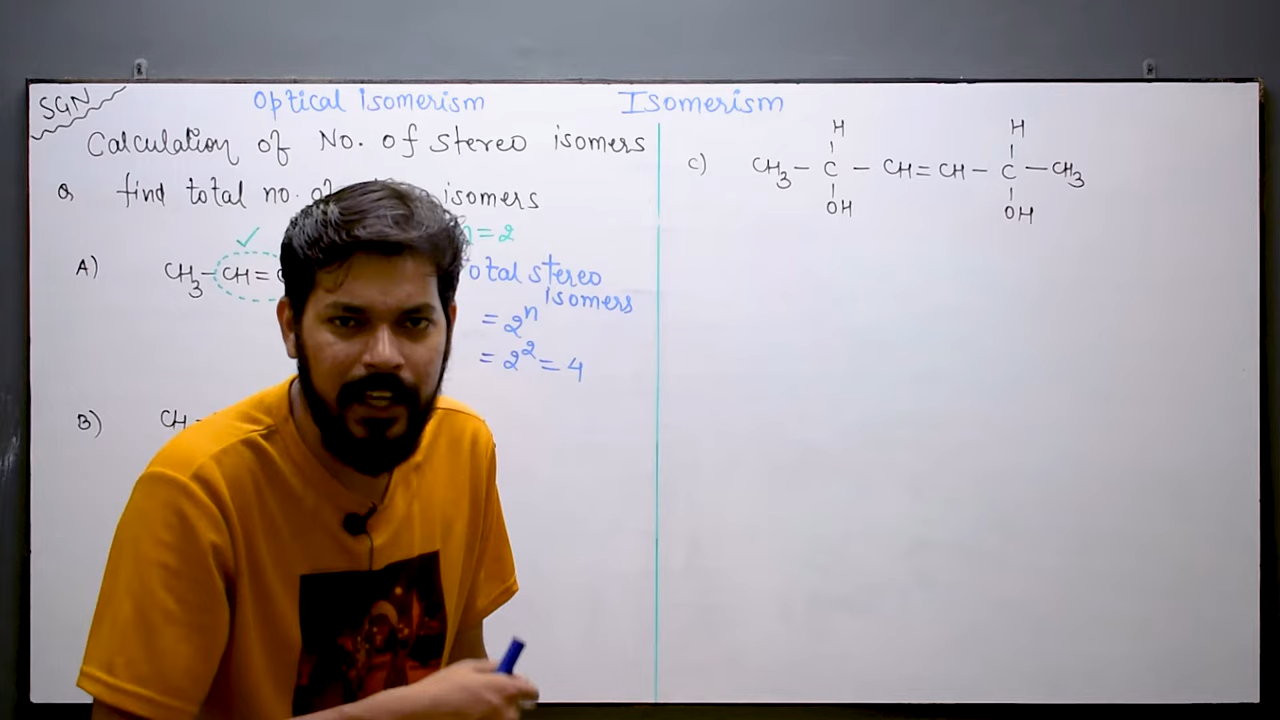 SGN
Optical Isomerism
Isomerism
Calculation of No. of stereo isomers
Q find total no. of isomers
n=2
A) CH3-CH=
otal stereo
isomers
= 2^n
= 2^2 = 4
B) CH-
C)
H H
CH3 - C - CH=CH - C - CH3
OH OH